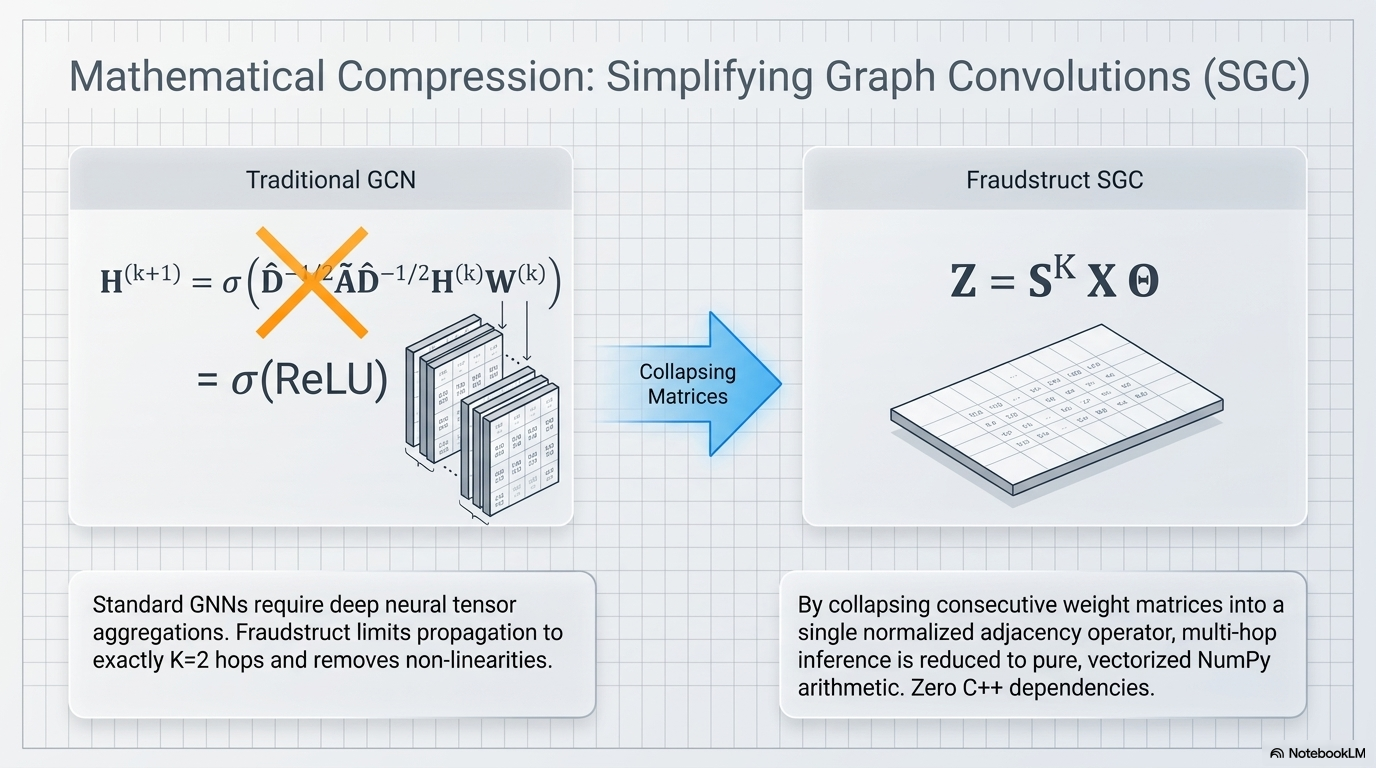 Mathematical Compression: Simplifying Graph Convolutions (SGC)
Traditional GCN
H^(k+1) = σ(D̂^−1/2 ÃD̂^−1/2 H^(k) W^(k))
= σ(ReLU)
Collapsing
Matrices
Fraudstruct SGC
Z = S^K X Θ
Standard GNNs require deep neural tensor
aggregations. Fraudstruct limits propagation to
exactly K=2 hops and removes non-linearities.
By collapsing consecutive weight matrices into a
single normalized adjacency operator, multi-hop
inference is reduced to pure, vectorized NumPy
arithmetic. Zero C++ dependencies.
NotebookLM